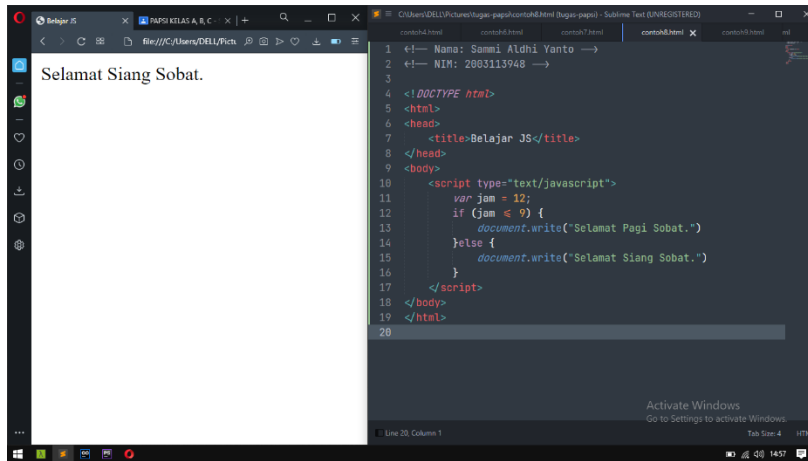 Belajar JS
PAPSI KELAS A, B, C -
file:///C:/Users/DELL/Pictu
Selamat Siang Sobat.
C:\Users\DELL\Pictures\tugas-papsi\contoh8.html (tugas-papsi) - Sublime Text (UNREGISTERED)
contoh4.html contoh6.html contoh7.html contoh8.html contoh9.html ml
1 <!-- Nama: Sammi Aldhi Yanto -->
2 <!-- NIM: 2003113948 -->
3
4 <!DOCTYPE html>
5 <html>
6 <head>
7 <title>Belajar JS</title>
8 </head>
9 <body>
10 <script type="text/javascript">
11 var jam = 12;
12 if (jam <= 9) {
13 document.write("Selamat Pagi Sobat.")
14 }else {
15 document.write("Selamat Siang Sobat.")
16 }
17 </script>
18 </body>
19 </html>
20
Activate Windows
Go to Settings to activate Windows.
Line 20, Column 1
Tab Size: 4
HTM
14:57